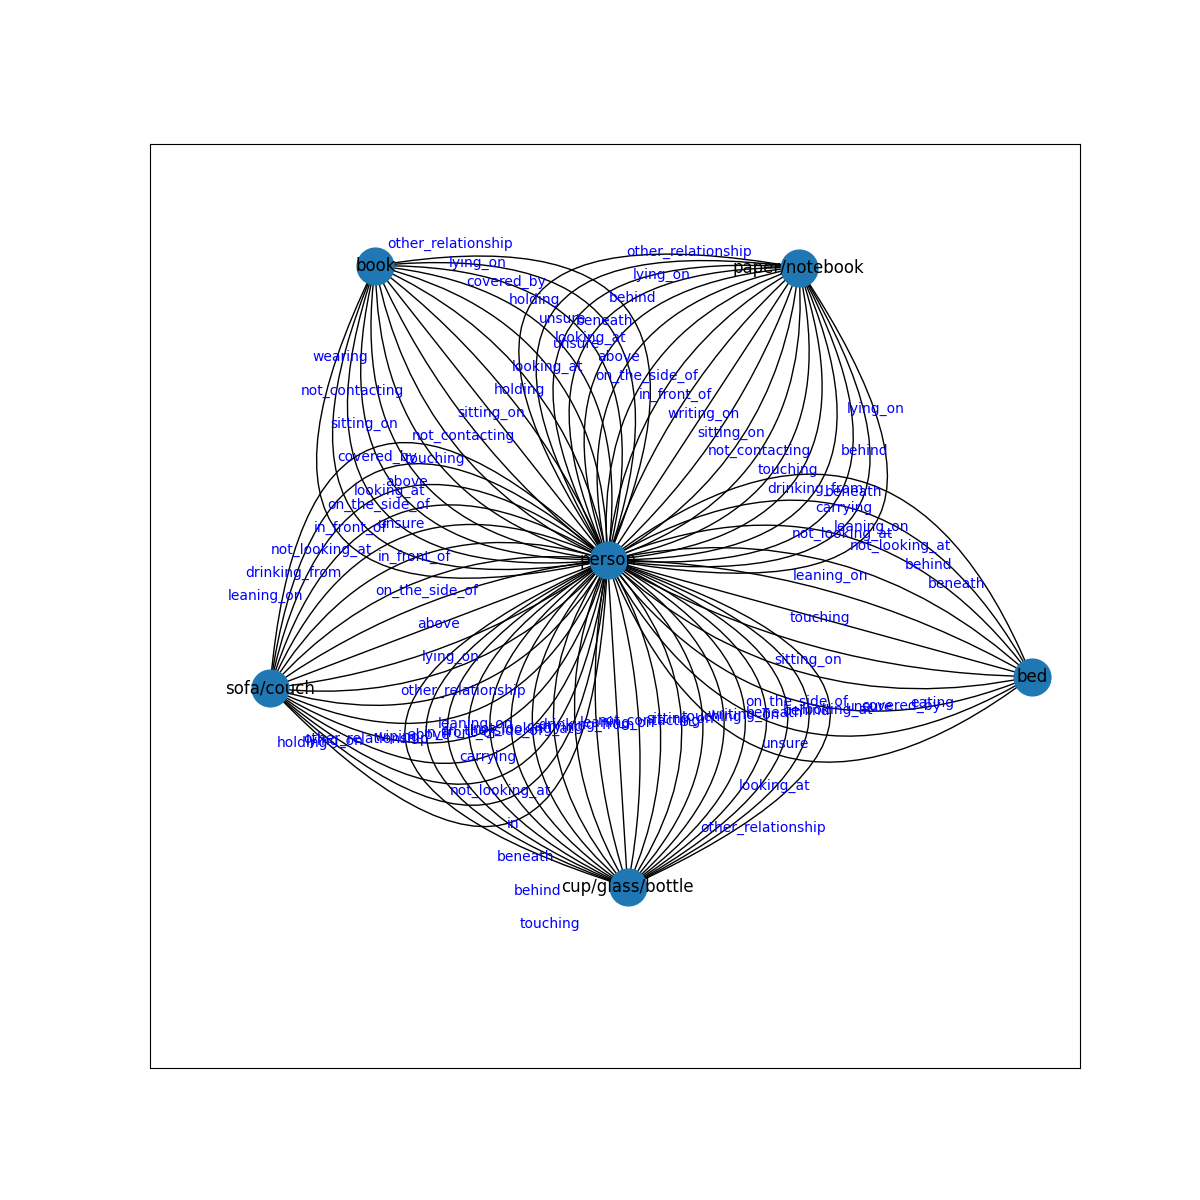 other_relationship
other_relationship
lying_on
book
paper/notebook
lying_on
covered_by
behind
holding
unsure
beneath
looking_at
unsure
wearing
above
looking_at
on_the_side_of
not_contacting
holding
in_front_of
sitting_on
writing_on
lying_on
sitting_on
not_contacting
sitting_on
not_contacting
behind
covered_by
touching
touching
above
looking_at
drinking_from
beneath
on_the_side_of
carrying
in_front_of
unsure
leaning_on
not_looking_at
not_looking_at
not_looking_at
in_front_of
person
behind
drinking_from
leaning_on
beneath
leaning_on
on_the_side_of
above
touching
lying_on
sitting_on
bed
sofa/couch
other_relationship
on_the_side_of
covered_by
eating
unsure
leaning_on
holding
other_relationship
unsure
carrying
looking_at
not_looking_at
in
other_relationship
beneath
cup/glass/bottle
behind
touching